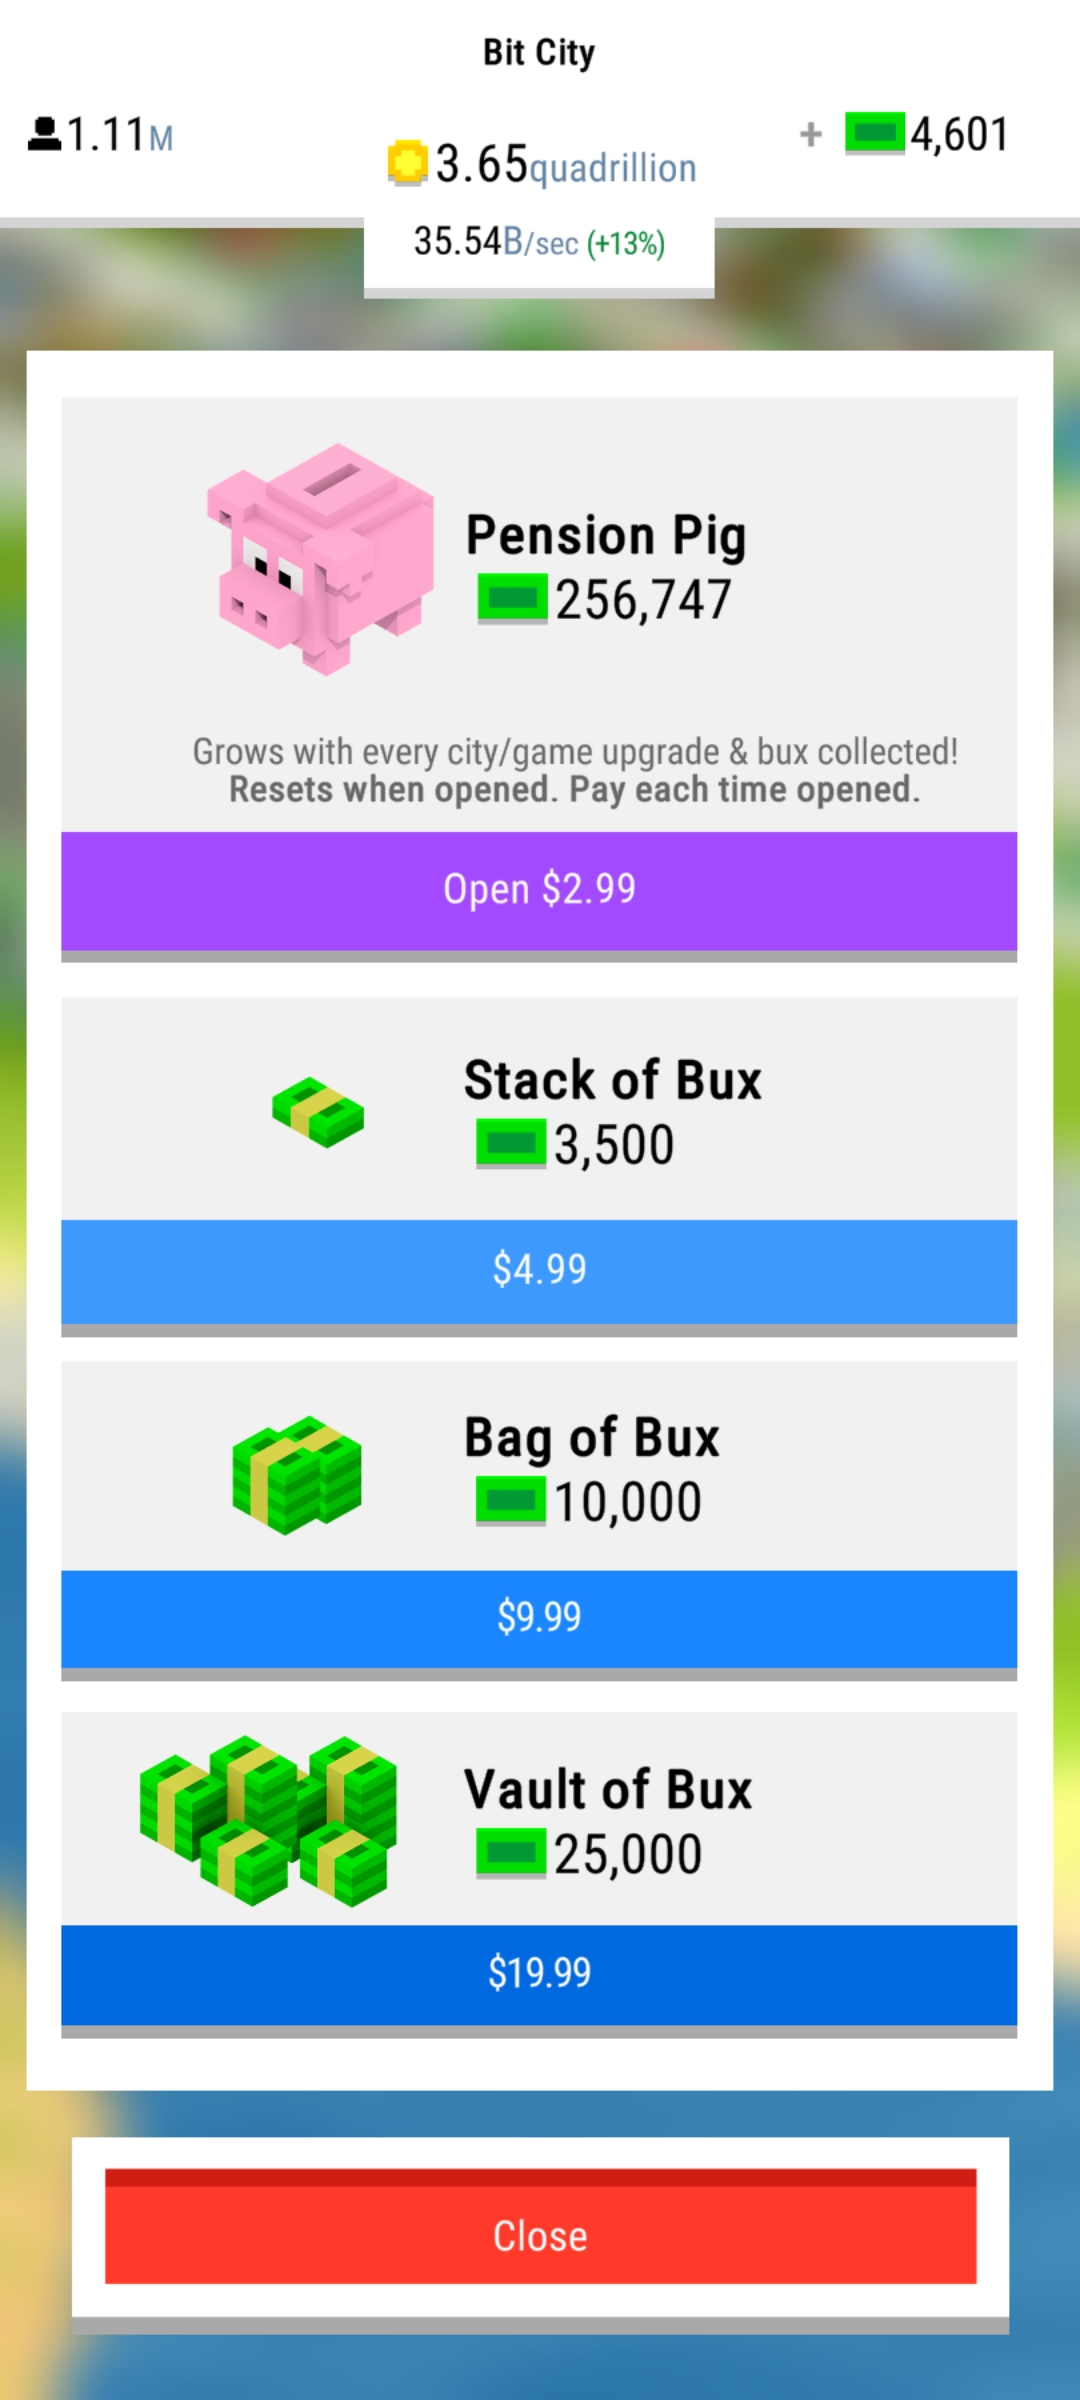 Bit City
1.11M
3.65quadrillion
+ 4,601
35.54B/sec (+13%)
Pension Pig
256,747
Grows with every city/game upgrade & bux collected!
Resets when opened. Pay each time opened.
Open $2.99
Stack of Bux
3,500
$4.99
Bag of Bux
10,000
$9.99
Vault of Bux
25,000
$19.99
Close